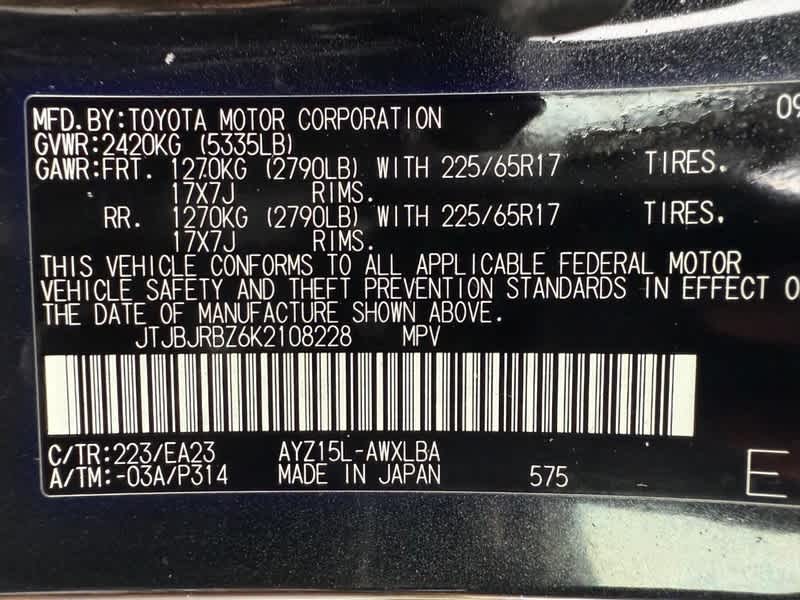 MFD.BY:TOYOTA MOTOR CORPORATION 09
GVWR:2420KG (5335LB)
GAWR:FRT. 1270KG (2790LB) WITH 225/65R17 TIRES.
17X7J RIMS.
RR. 1270KG (2790LB) WITH 225/65R17 TIRES.
17X7J RIMS.
THIS VEHICLE CONFORMS TO ALL APPLICABLE FEDERAL MOTOR
VEHICLE SAFETY AND THEFT PREVENTION STANDARDS IN EFFECT O
THE DATE OF MANUFACTURE SHOWN ABOVE.
JTJBJRBZ6K2108228 MPV
C/TR:223/EA23 AYZ15L-AWXLBA
A/TM:-03A/P314 MADE IN JAPAN 575 E